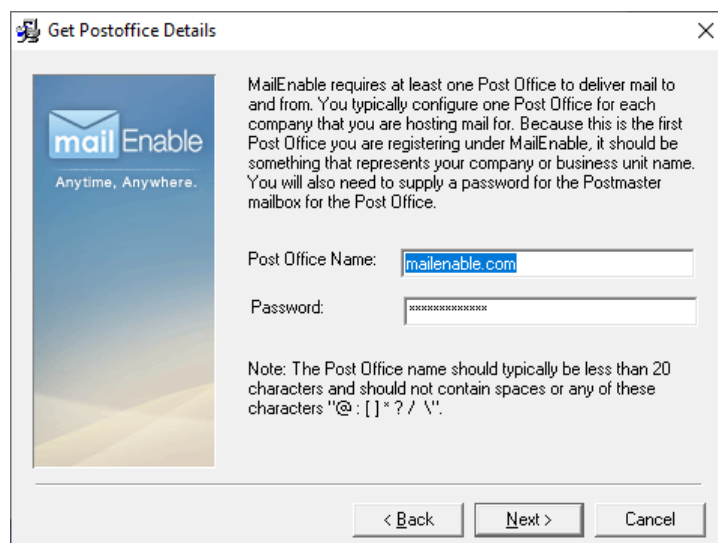 Get Postoffice Details
mail Enable
Anytime, Anywhere.
MailEnable requires at least one Post Office to deliver mail to
and from. You typically configure one Post Office for each
company that you are hosting mail for. Because this is the first
Post Office you are registering under MailEnable, it should be
something that represents your company or business unit name.
You will also need to supply a password for the Postmaster
mailbox for the Post Office.
Post Office Name: mailenable.com
Password: *************
Note: The Post Office name should typically be less than 20
characters and should not contain spaces or any of these
characters "@ : [ ] * ? / \".
< Back Next > Cancel